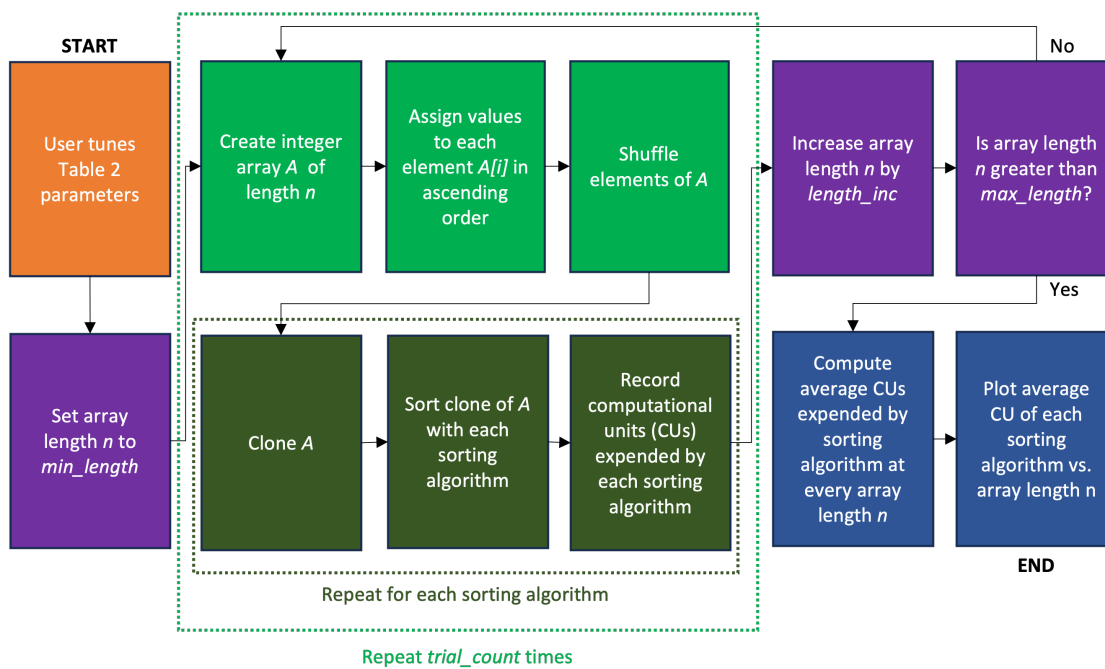 START
User tunes
Table 2
parameters
Set array
length n to
min_length
Create integer
array A of
length n
Assign values
to each
element A[i] in
ascending
order
Shuffle
elements of A
Clone A
Sort clone of A
with each
sorting
algorithm
Record
computational
units (CUs)
expended by
each sorting
algorithm
Repeat for each sorting algorithm
Repeat trial_count times
Increase array
length n by
length_inc
Is array length
n greater than
max_length?
No
Yes
Compute
average CUs
expended by
sorting
algorithm at
every array
length n
Plot average
CU of each
sorting
algorithm vs.
array length n
END